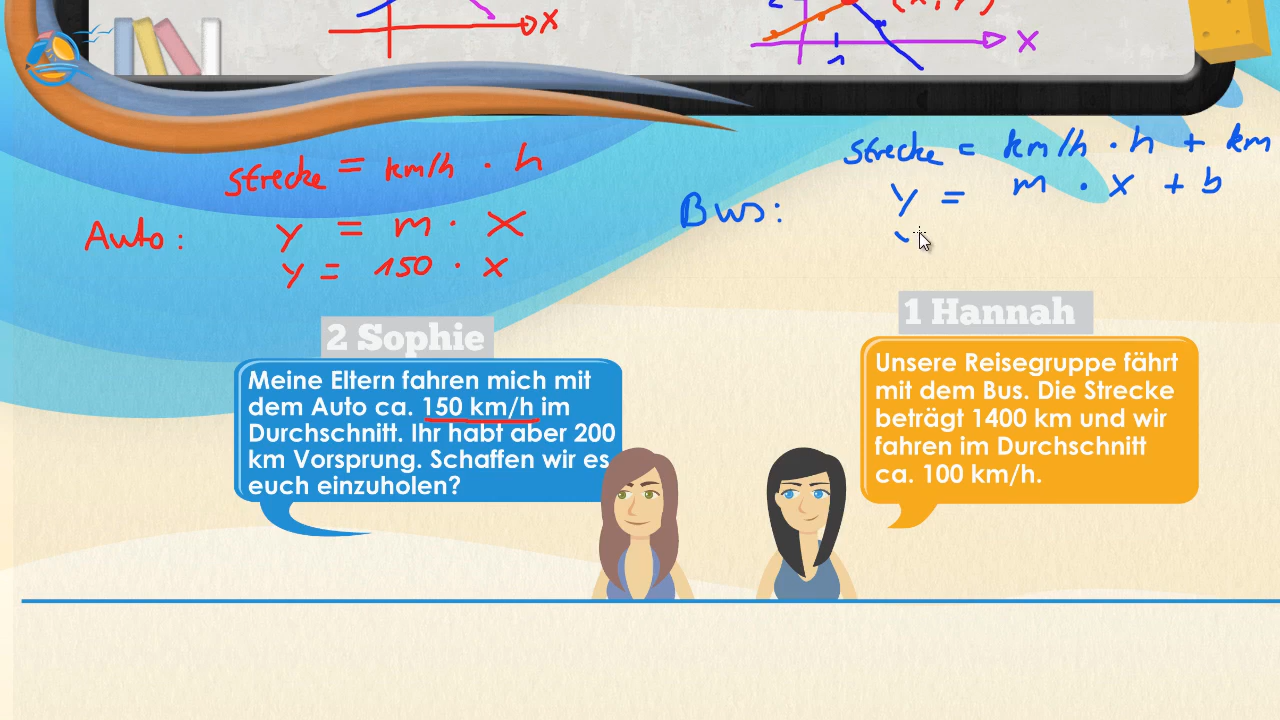 x
2
(x, y)
x
1
Strecke = km/h · h
Auto:
y = m · x
y = 150 · x
Strecke = km/h · h + km
Bus:
y = m · x + b
2 Sophie
Meine Eltern fahren mich mit
dem Auto ca. 150 km/h im
Durchschnitt. Ihr habt aber 200
km Vorsprung. Schaffen wir es
euch einzuholen?
1 Hannah
Unsere Reisegruppe fährt
mit dem Bus. Die Strecke
beträgt 1400 km und wir
fahren im Durchschnitt
ca. 100 km/h.